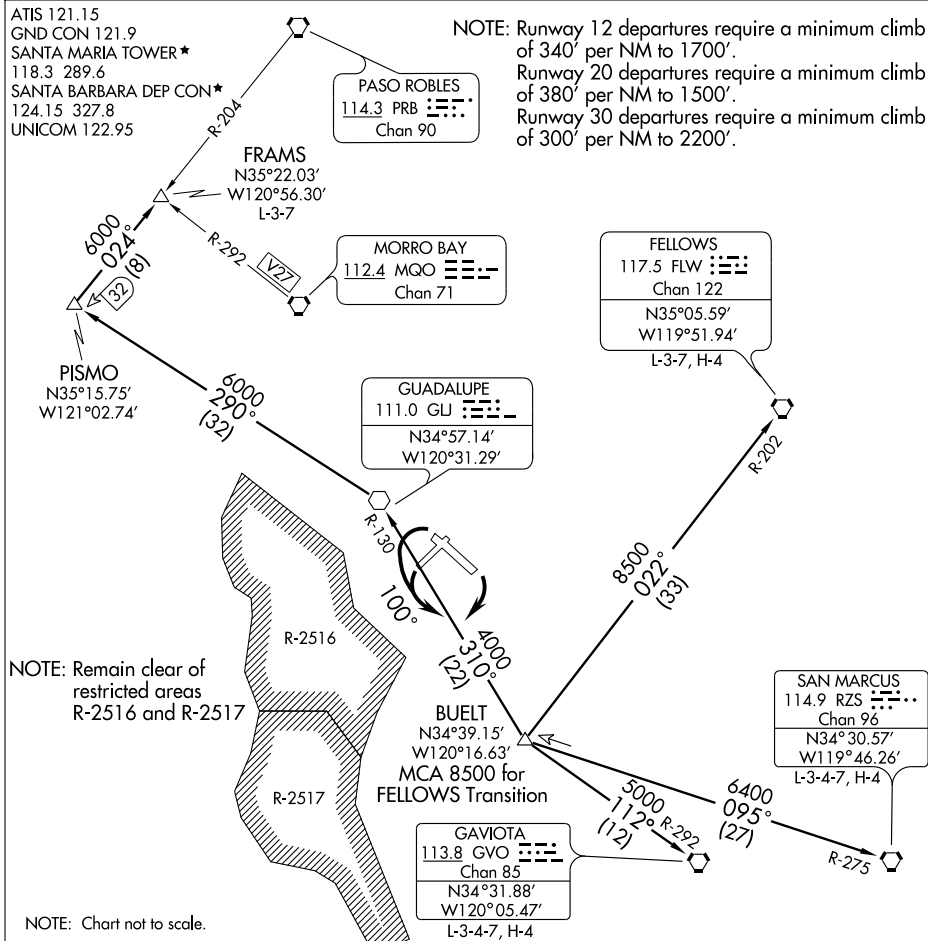 ATIS 121.15
GND CON 121.9
SANTA MARIA TOWER★
118.3 289.6
SANTA BARBARA DEP CON★
124.15 327.8
UNICOM 122.95
NOTE: Runway 12 departures require a minimum climb
of 340' per NM to 1700'.
Runway 20 departures require a minimum climb
of 380' per NM to 1500'.
Runway 30 departures require a minimum climb
of 300' per NM to 2200'.
PASO ROBLES
114.3 PRB
Chan 90
R-204
FRAMS
N35°22.03'
W120°56.30'
L-3-7
6000
024°
(8)
32
R-292
V27
MORRO BAY
112.4 MQO
Chan 71
FELLOWS
117.5 FLW
Chan 122
N35°05.59'
W119°51.94'
L-3-7, H-4
PISMO
N35°15.75'
W121°02.74'
6000
290°
(32)
GUADALUPE
111.0 GLJ
N34°57.14'
W120°31.29'
R-202
R-130
100°
8500
022°
(33)
4000
310°
(22)
R-2516
NOTE: Remain clear of
restricted areas
R-2516 and R-2517
BUELT
N34°39.15'
W120°16.63'
MCA 8500 for
FELLOWS Transition
SAN MARCUS
114.9 RZS
Chan 96
N34°30.57'
W119°46.26'
L-3-4-7, H-4
R-2517
5000
112°
(12)
R-292
6400
095°
(27)
R-275
GAVIOTA
113.8 GVO
Chan 85
N34°31.88'
W120°05.47'
L-3-4-7, H-4
NOTE: Chart not to scale.